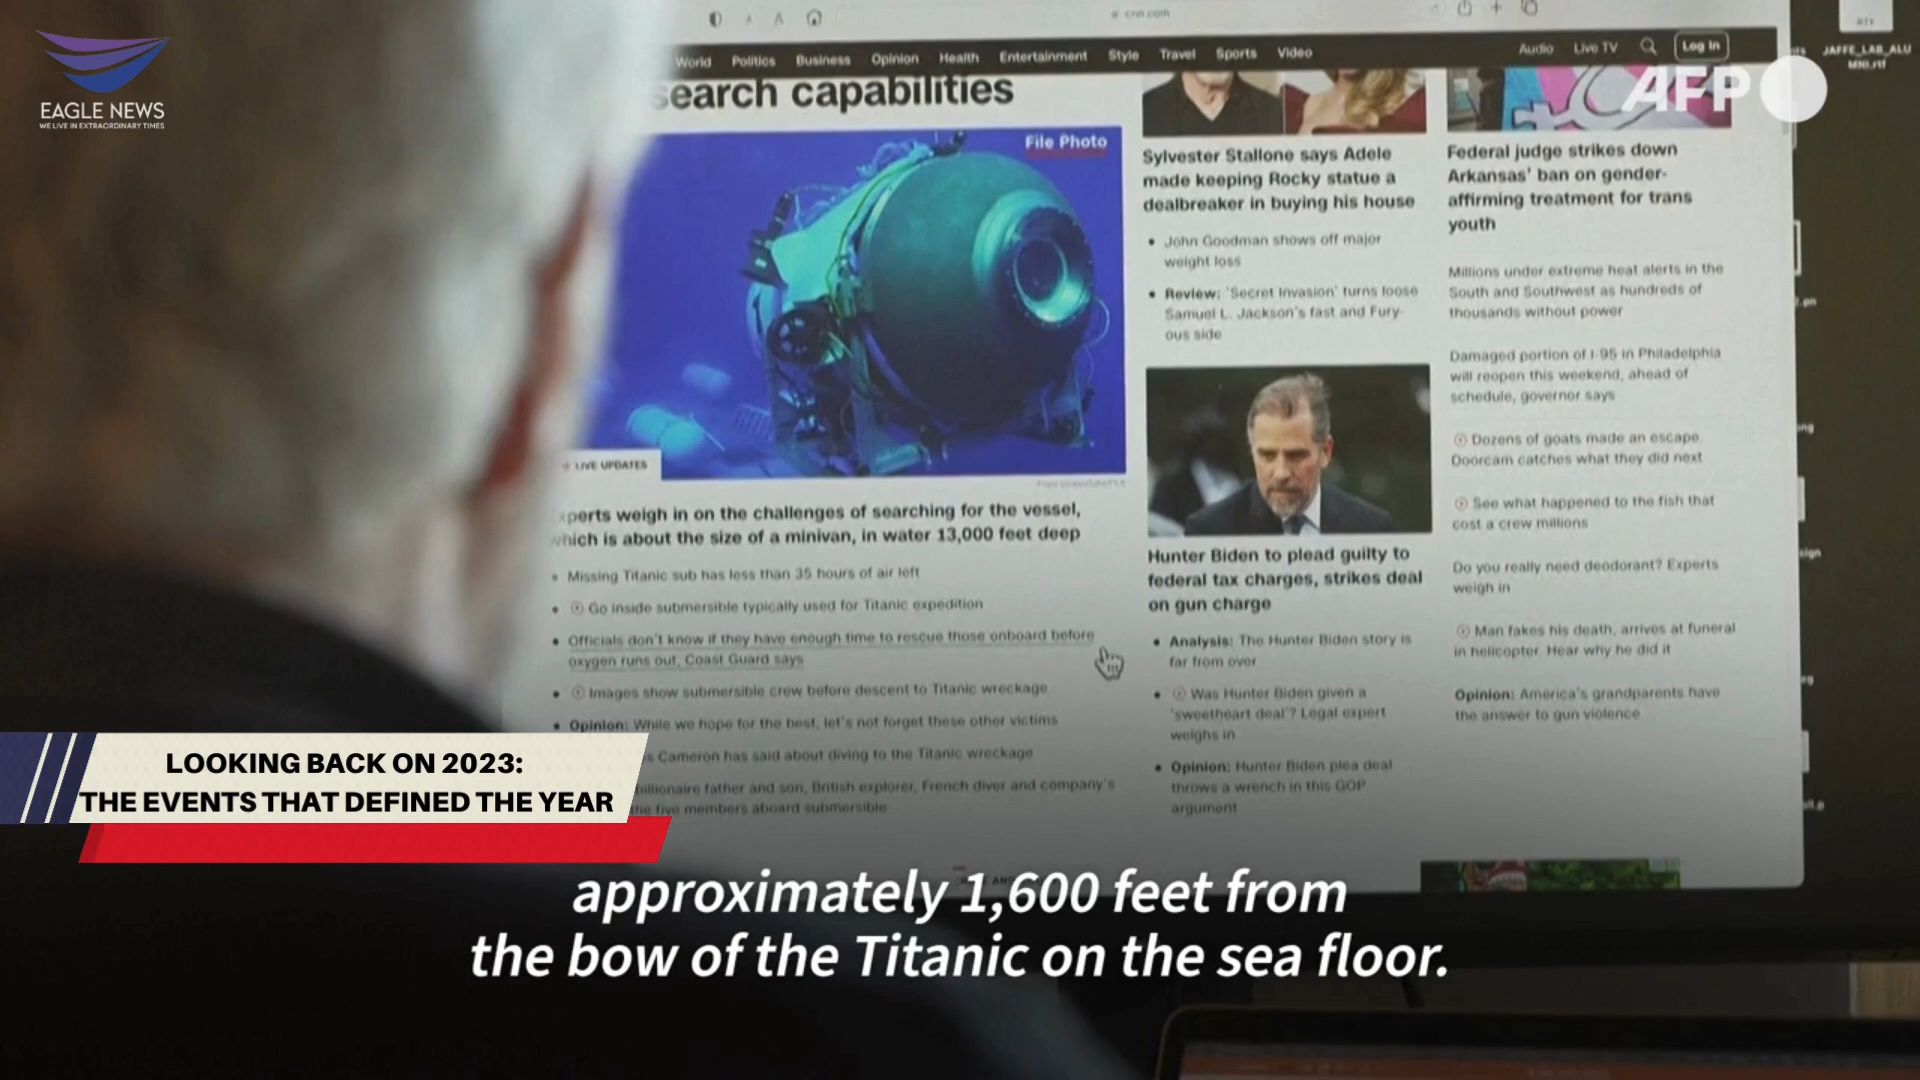 cnn.com
World Politics Business Opinion Health Entertainment Style Travel Sports Video
Audio Live TV Log In
JAFFE_LAB_ALU
MNI.rtf
EAGLE NEWS
WE LIVE IN EXTRAORDINARY TIMES
AFP
search capabilities
File Photo
LIVE UPDATES
perts weigh in on the challenges of searching for the vessel,
which is about the size of a minivan, in water 13,000 feet deep
• Missing Titanic sub has less than 35 hours of air left
• Go inside submersible typically used for Titanic expedition
• Officials don't know if they have enough time to rescue those onboard before
oxygen runs out, Coast Guard says
• Images show submersible crew before descent to Titanic wreckage
• Opinion: While we hope for the best, let's not forget these other victims
s Cameron has said about diving to the Titanic wreckage
billionaire father and son, British explorer, French diver and company's
the five members aboard submersible
Sylvester Stallone says Adele
made keeping Rocky statue a
dealbreaker in buying his house
• John Goodman shows off major
weight loss
• Review: 'Secret Invasion' turns loose
Samuel L. Jackson's fast and Fury-
ous side
Hunter Biden to plead guilty to
federal tax charges, strikes deal
on gun charge
• Analysis: The Hunter Biden story is
far from over
• Was Hunter Biden given a
'sweetheart deal'? Legal expert
weighs in
• Opinion: Hunter Biden plea deal
throws a wrench in this GOP
argument
Federal judge strikes down
Arkansas' ban on gender-
affirming treatment for trans
youth
Millions under extreme heat alerts in the
South and Southwest as hundreds of
thousands without power
Damaged portion of I-95 in Philadelphia
will reopen this weekend, ahead of
schedule, governor says
Dozens of goats made an escape.
Doorcam catches what they did next
See what happened to the fish that
cost a crew millions
Do you really need deodorant? Experts
weigh in
Man fakes his death, arrives at funeral
in helicopter. Hear why he did it
Opinion: America's grandparents have
the answer to gun violence
LOOKING BACK ON 2023:
THE EVENTS THAT DEFINED THE YEAR
approximately 1,600 feet from
the bow of the Titanic on the sea floor.